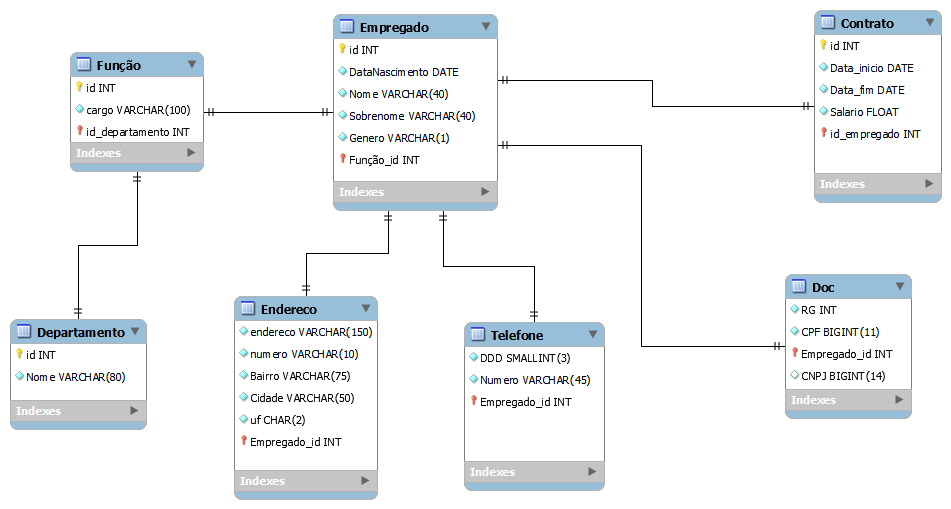 Função
id INT
cargo VARCHAR(100)
id_departamento INT
Indexes
Empregado
id INT
DataNascimento DATE
Nome VARCHAR(40)
Sobrenome VARCHAR(40)
Genero VARCHAR(1)
Função_id INT
Indexes
Contrato
id INT
Data_inicio DATE
Data_fim DATE
Salario FLOAT
id_empregado INT
Indexes
Departamento
id INT
Nome VARCHAR(80)
Indexes
Endereco
endereco VARCHAR(150)
numero VARCHAR(10)
Bairro VARCHAR(75)
Cidade VARCHAR(50)
uf CHAR(2)
Empregado_id INT
Indexes
Telefone
DDD SMALLINT(3)
Numero VARCHAR(45)
Empregado_id INT
Indexes
Doc
RG INT
CPF BIGINT(11)
Empregado_id INT
CNPJ BIGINT(14)
Indexes